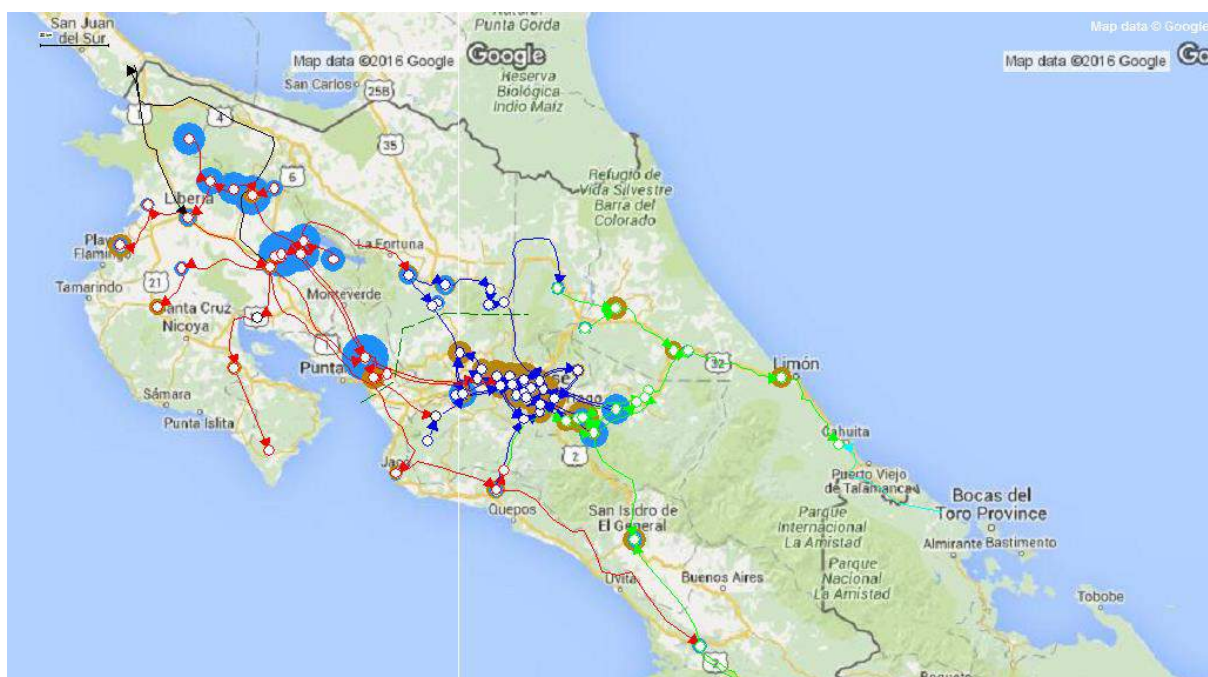 San Juan
del Sur
Punta Gorda
Map data © Google
Map data ©2016 Google
Google
Map data ©2016 Google
San Carlos
25B
Reserva
Biológica
Indio Maíz
4
35
6
Refugio de
Vida Silvestre
Barra del
Colorado
Liberia
Flamingo
La Fortuna
21
Tamarindo
Santa Cruz
Monteverde
Nicoya
1
32
Limón
Sámara
Punta Islita
Cahuita
2
Puerto Viejo
de Talamanca
Bocas del
Toro Province
Quepos
San Isidro de
El General
Parque
Internacional
La Amistad
Almirante
Bastimento
Uvita
Buenos Aires
Parque
Nacional
La Amistad
Tobobe
2